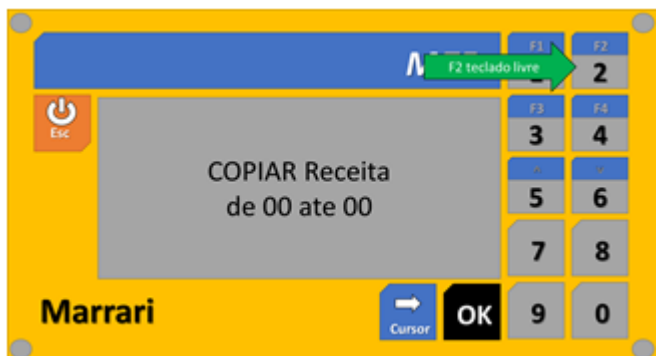 F1 F2
F2 teclado livre
2
Esc
F3 F4
3 4
COPIAR Receita
de 00 ate 00
5 6
7 8
Marrari
Cursor
OK
9 0